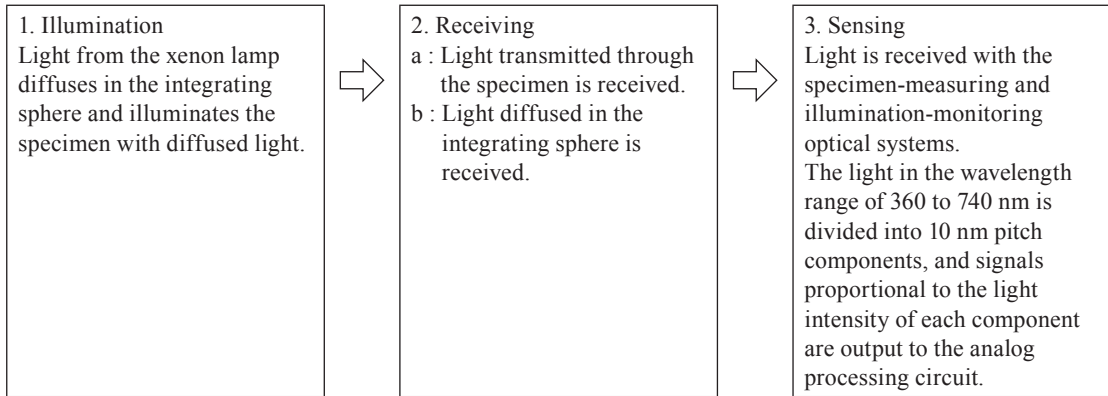 1. Illumination
Light from the xenon lamp
diffuses in the integrating
sphere and illuminates the
specimen with diffused light.
2. Receiving
a : Light transmitted through
the specimen is received.
b : Light diffused in the
integrating sphere is
received.
3. Sensing
Light is received with the
specimen-measuring and
illumination-monitoring
optical systems.
The light in the wavelength
range of 360 to 740 nm is
divided into 10 nm pitch
components, and signals
proportional to the light
intensity of each component
are output to the analog
processing circuit.